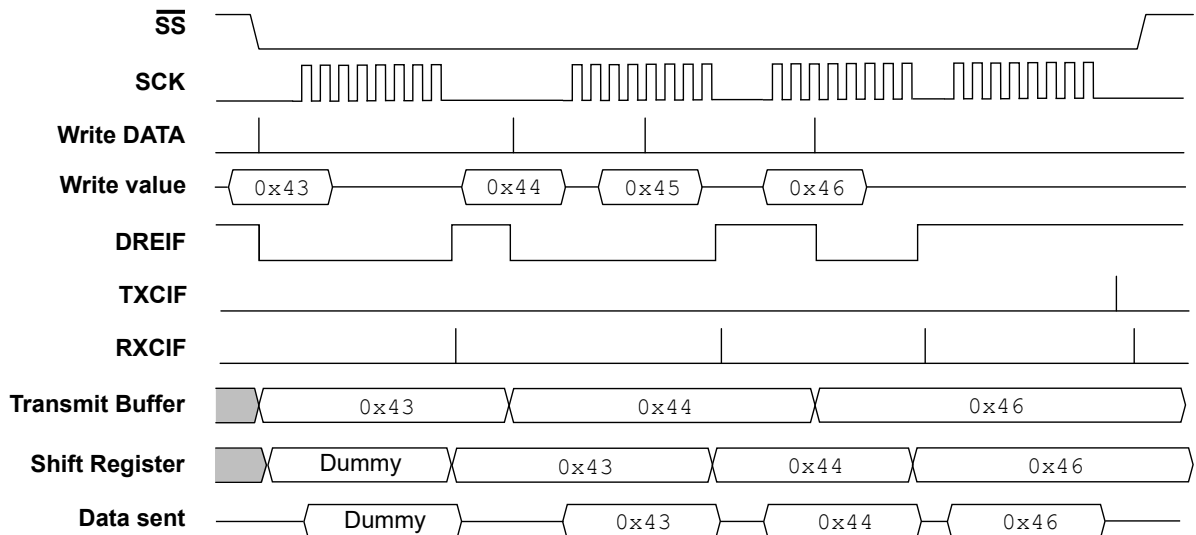 SS
SCK
Write DATA
Write value 0x43 0x44 0x45 0x46
DREIF
TXCIF
RXCIF
Transmit Buffer 0x43 0x44 0x46
Shift Register Dummy 0x43 0x44 0x46
Data sent Dummy 0x43 0x44 0x46